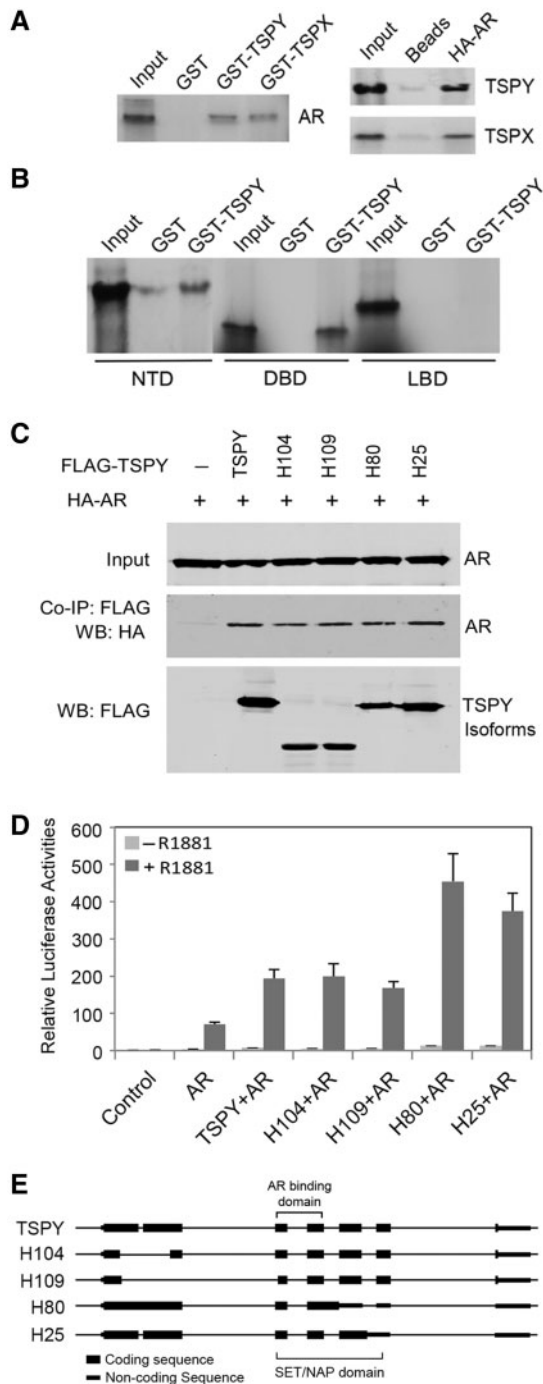 A
Input
GST
GST-TSPY
GST-TSPX
AR
Input
Beads
HA-AR
TSPY
TSPX
B
Input
GST
GST-TSPY
Input
GST
GST-TSPY
Input
GST
GST-TSPY
NTD
DBD
LBD
C
FLAG-TSPY – TSPY H104 H109 H80 H25
HA-AR + + + + + +
Input AR
Co-IP: FLAG
WB: HA
AR
WB: FLAG
TSPY
Isoforms
D
Relative Luciferase Activities
600
500
400
300
200
100
0
– R1881
+ R1881
Control
AR
TSPY+AR
H104+AR
H109+AR
H80+AR
H25+AR
E
AR binding
domain
TSPY
H104
H109
H80
H25
Coding sequence
Non-coding Sequence
SET/NAP domain